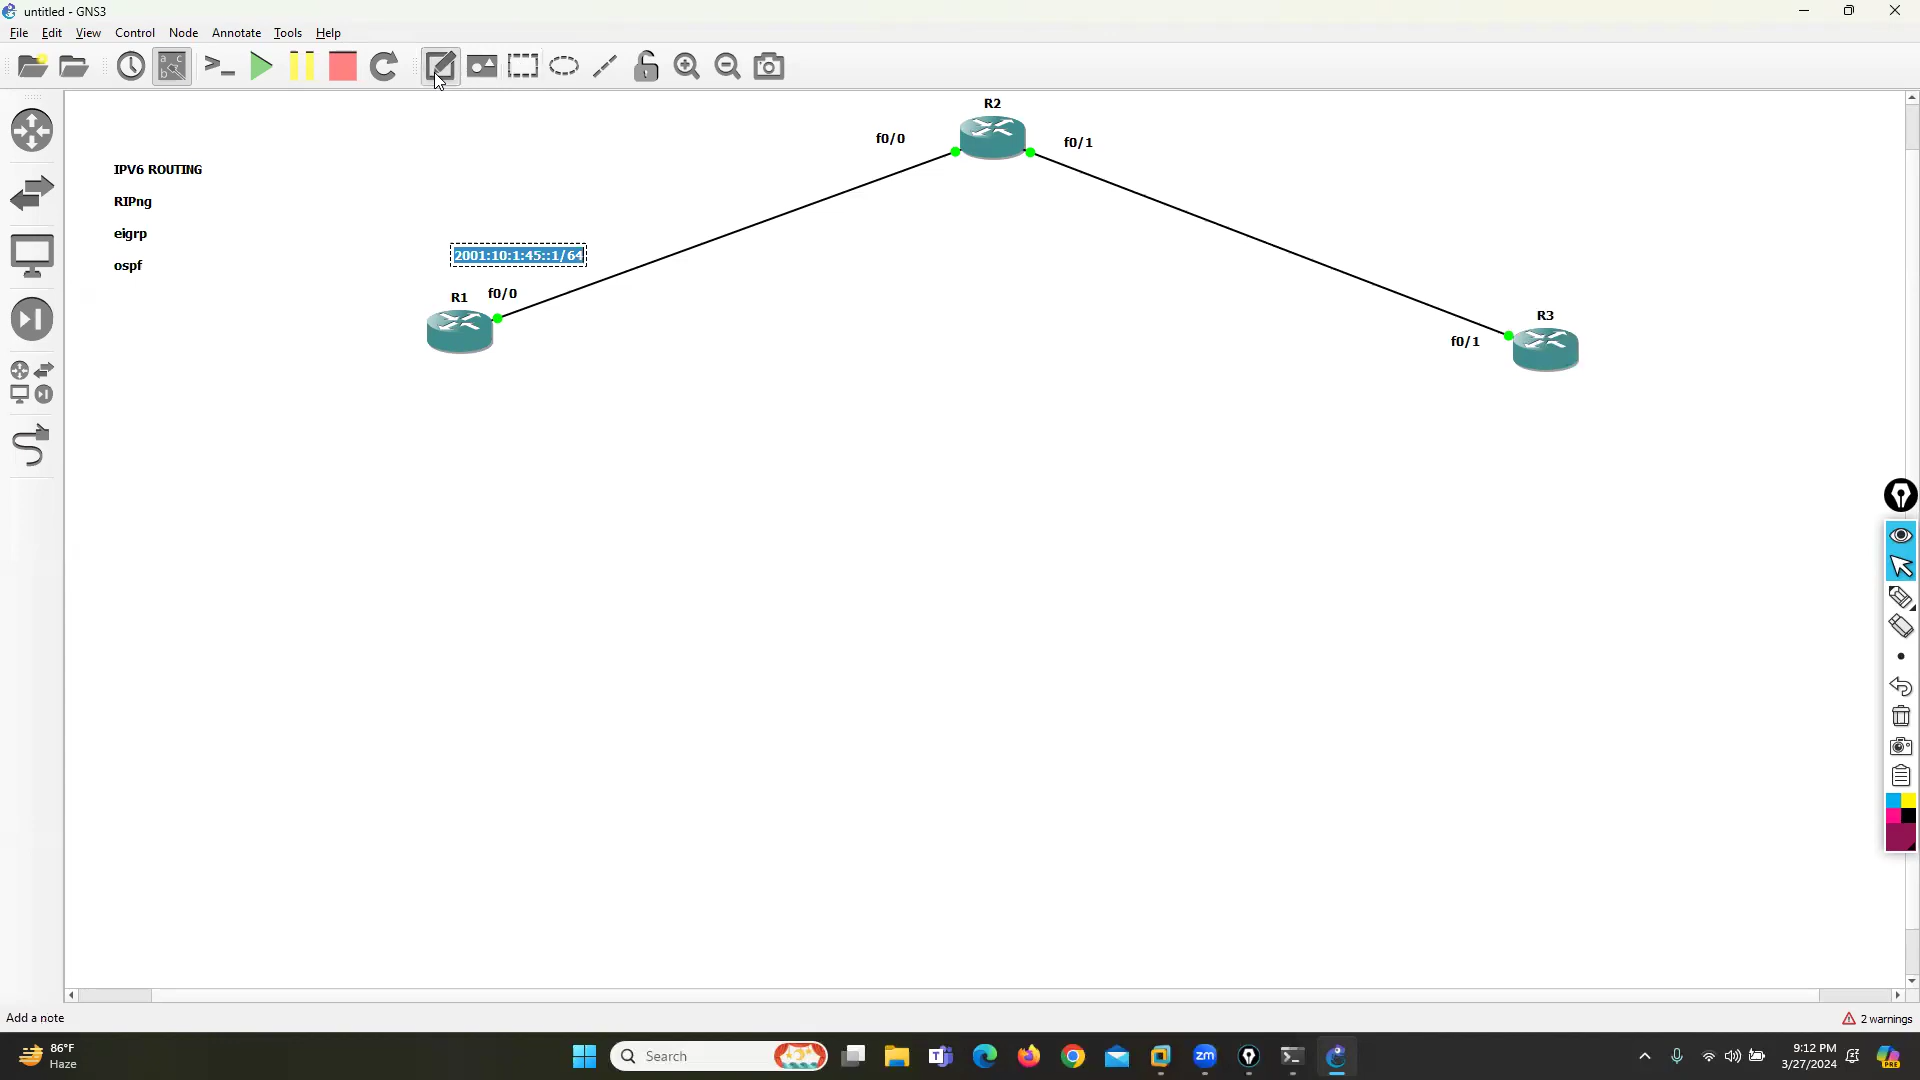 untitled - GNS3
File Edit View Control Node Annotate Tools Help
R2
f0/0
f0/1
IPV6 ROUTING
RIPng
eigrp
ospf
2001:10:1:45::1/64
R1 f0/0
R3
f0/1
Add a note
2 warnings
86°F
Haze
Search
zm
9:12 PM
3/27/2024
PRE